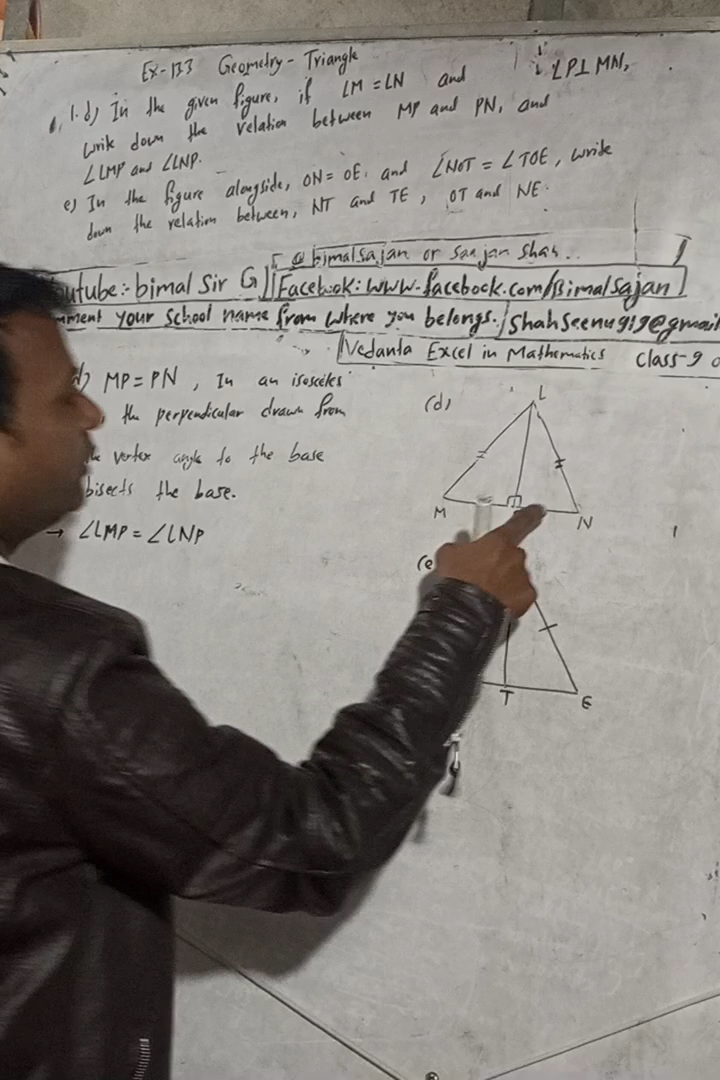 Ex-13.3 Geometry - Triangle
1. d) In the given figure, if LM = LN and LP⊥MN,
write down the relation between MP and PN, and
∠LMP and ∠LNP.
e) In the figure alongside, ON = OE, and ∠NOT = ∠TOE, write
down the relation between, NT and TE, OT and NE.
@ bimalsajan or sanjan shah..
utube:- bimal Sir G Facebook: www.facebook.com/Bimalsajan
mment your school name from where you belongs. / Shahseenu919@gmail
Vedanta Excel in Mathematics Class-9
d) MP = PN, In an isosceles
the perpendicular drawn from
the vertex angle to the base
bisects the base.
→ ∠LMP = ∠LNP
(d)
L
M
N
(e
T
E